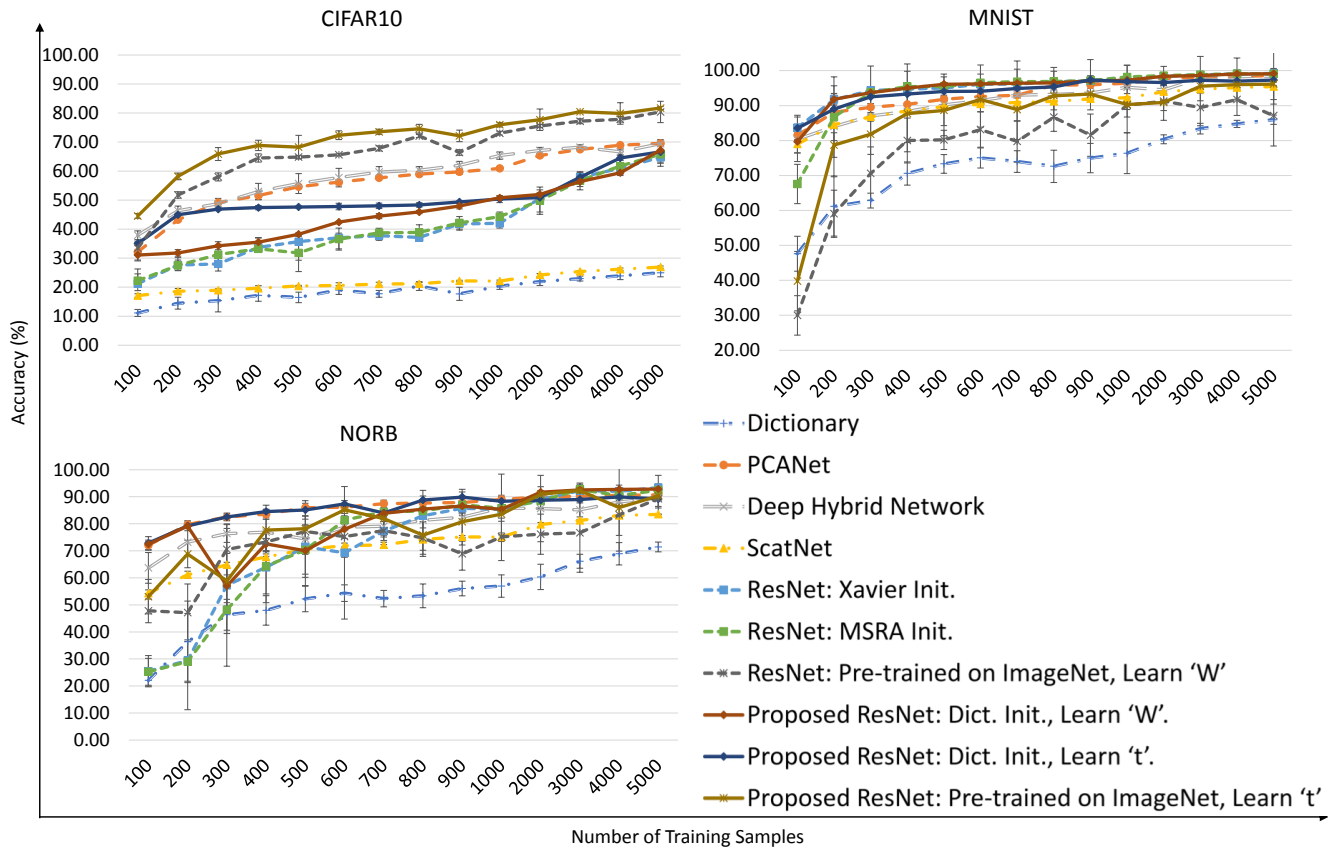 CIFAR10
100.00
90.00
80.00
70.00
60.00
50.00
40.00
30.00
20.00
10.00
0.00
100 200 300 400 500 600 700 800 900 1000 2000 3000 4000 5000
MNIST
100.00
90.00
80.00
70.00
60.00
50.00
40.00
30.00
20.00
100 200 300 400 500 600 700 800 900 1000 2000 3000 4000 5000
Accuracy (%)
NORB
100.00
90.00
80.00
70.00
60.00
50.00
40.00
30.00
20.00
10.00
0.00
100 200 300 400 500 600 700 800 900 1000 2000 3000 4000 5000
Dictionary
PCANet
Deep Hybrid Network
ScatNet
ResNet: Xavier Init.
ResNet: MSRA Init.
ResNet: Pre-trained on ImageNet, Learn ‘W’
Proposed ResNet: Dict. Init., Learn ‘W’.
Proposed ResNet: Dict. Init., Learn ‘t’.
Proposed ResNet: Pre-trained on ImageNet, Learn ‘t’
Number of Training Samples